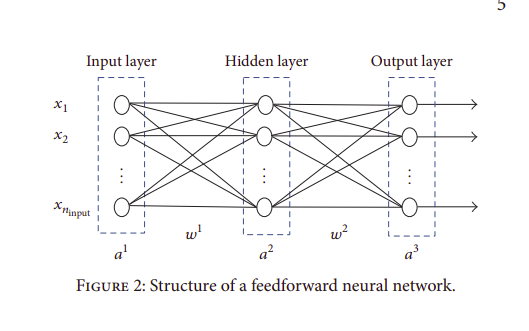 5
Input layer Hidden layer Output layer
x1
x2
⋮ ⋮ ⋮
xninput
w1 w2
a1 a2 a3
FIGURE 2: Structure of a feedforward neural network.